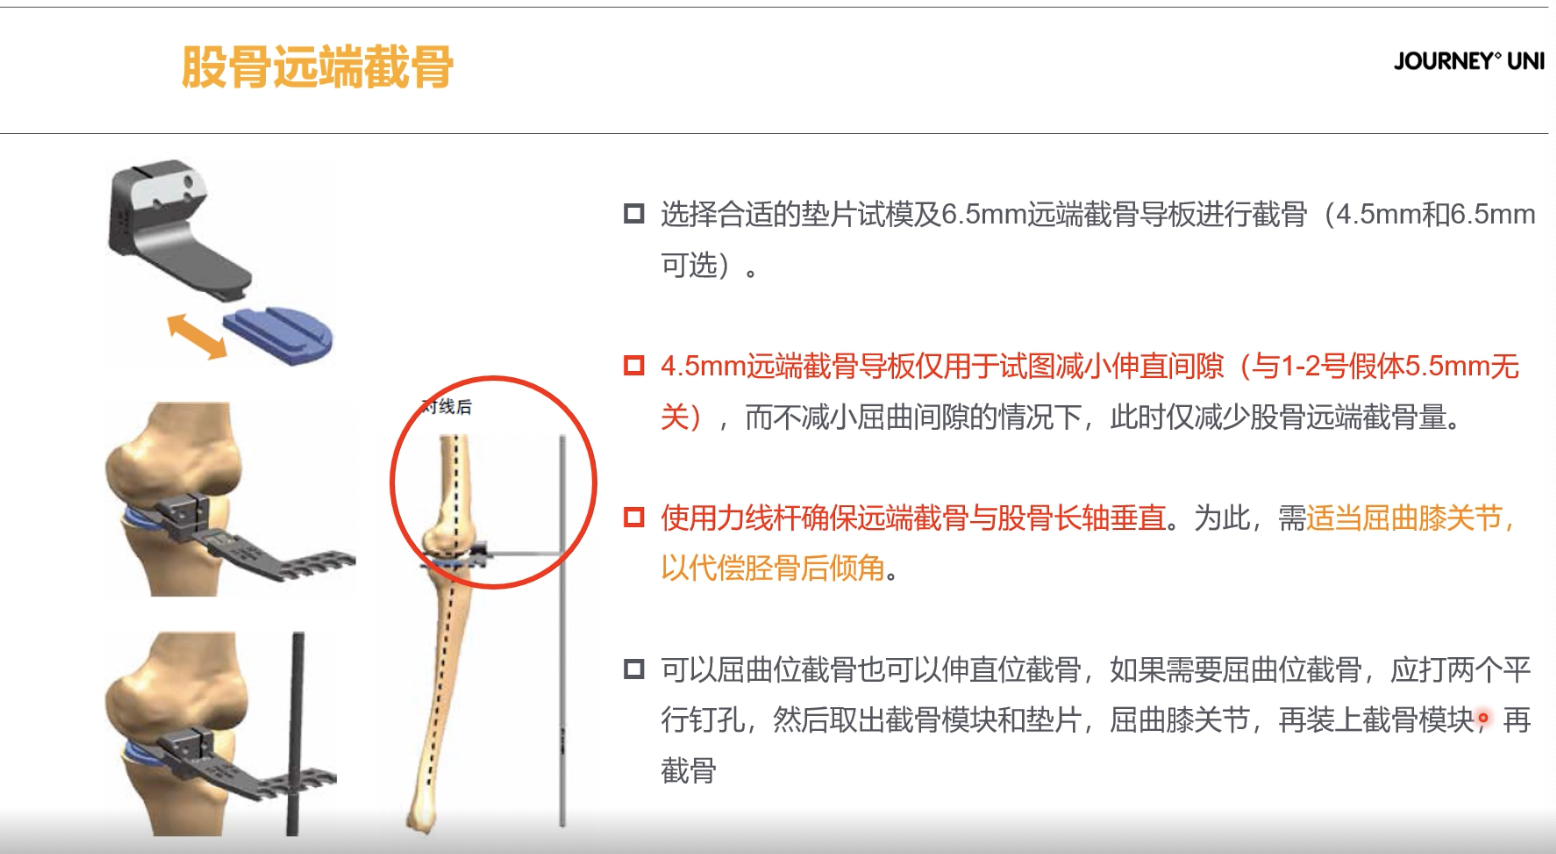 股骨远端截骨
JOURNEY° UNI
选择合适的垫片试模及6.5mm远端截骨导板进行截骨（4.5mm和6.5mm
可选）。
4.5mm远端截骨导板仅用于试图减小伸直间隙（与1-2号假体5.5mm无
关），而不减小屈曲间隙的情况下，此时仅减少股骨远端截骨量。
对线后
使用力线杆确保远端截骨与股骨长轴垂直。为此，需适当屈曲膝关节，
以代偿胫骨后倾角。
可以屈曲位截骨也可以伸直位截骨，如果需要屈曲位截骨，应打两个平
行钉孔，然后取出截骨模块和垫片，屈曲膝关节，再装上截骨模块，再
截骨